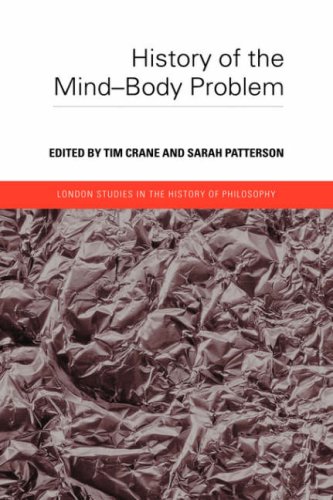 History of the
Mind–Body Problem
EDITED BY TIM CRANE AND SARAH PATTERSON
LONDON STUDIES IN THE HISTORY OF PHILOSOPHY